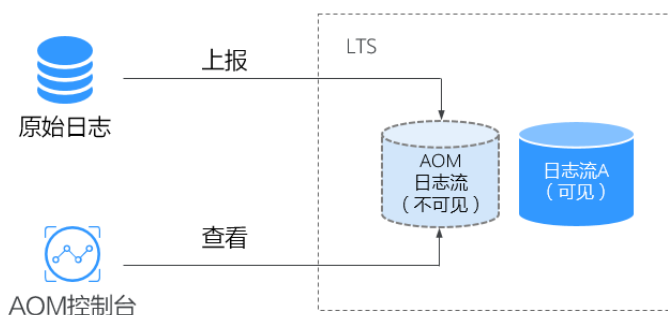 上报
LTS
原始日志
AOM
日志流
（不可见）
日志流A
（可见）
查看
AOM控制台